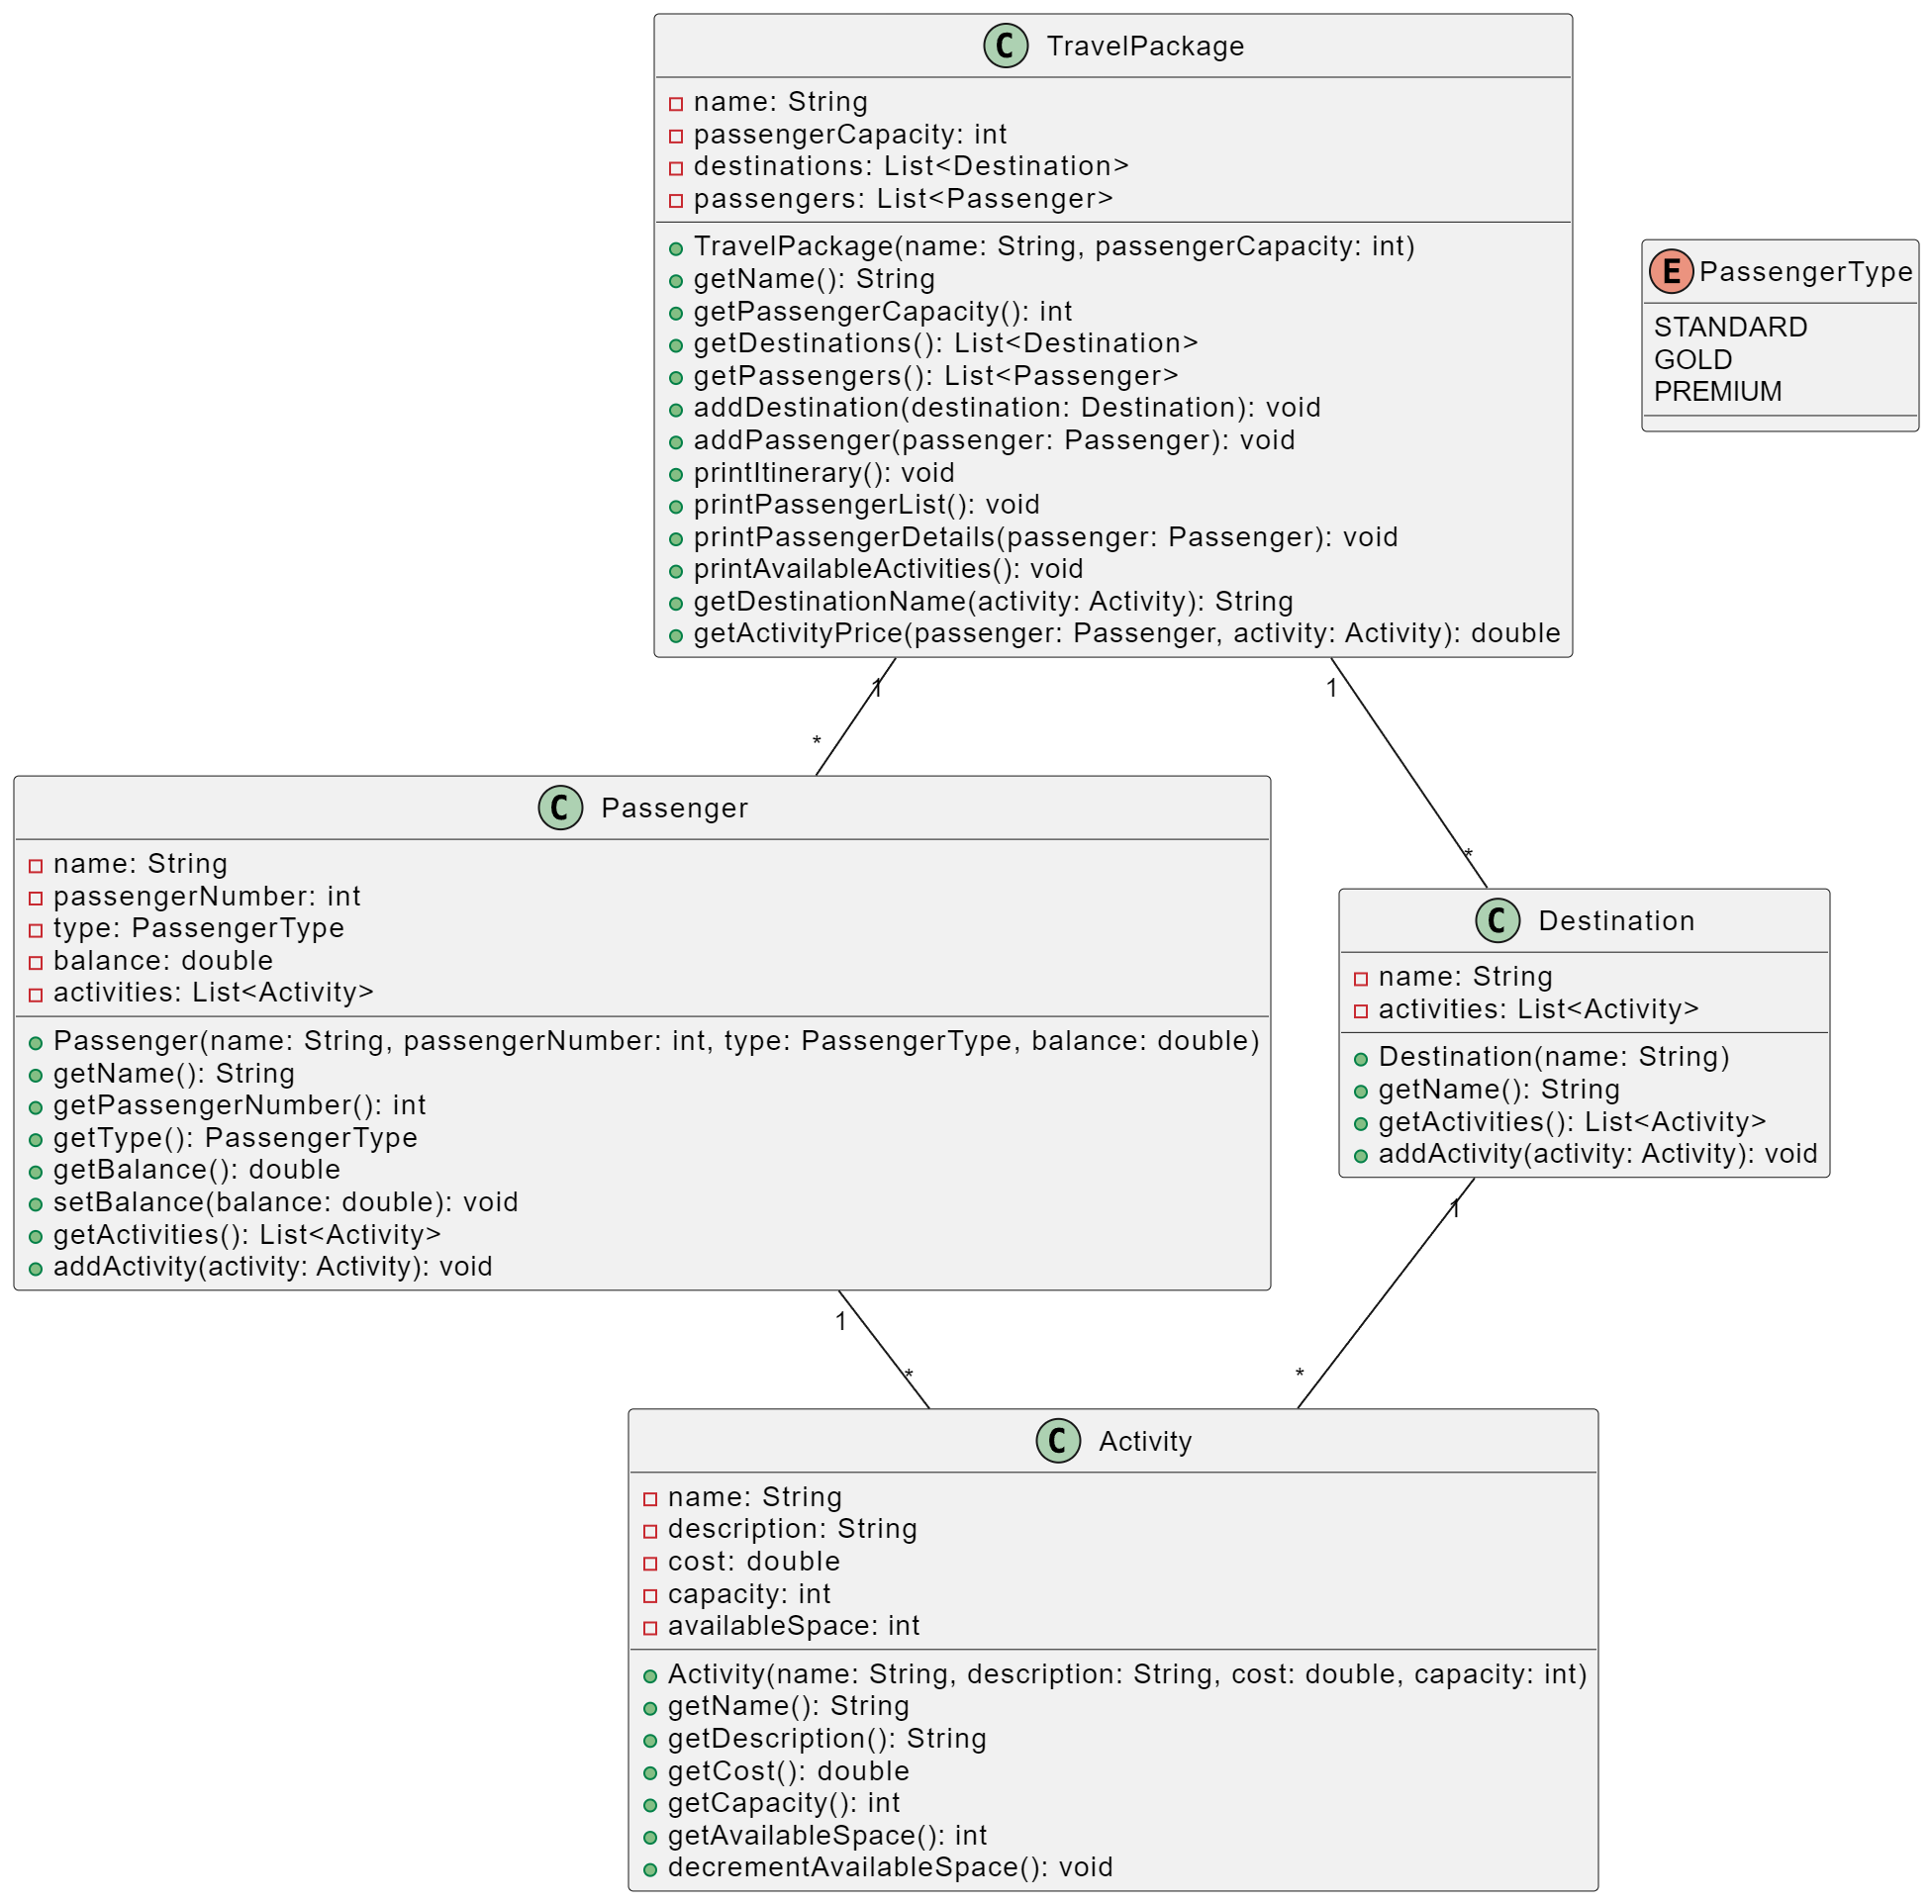 C TravelPackage
name: String
passengerCapacity: int
destinations: List<Destination>
passengers: List<Passenger>
TravelPackage(name: String, passengerCapacity: int)
getName(): String
getPassengerCapacity(): int
getDestinations(): List<Destination>
getPassengers(): List<Passenger>
addDestination(destination: Destination): void
addPassenger(passenger: Passenger): void
printItinerary(): void
printPassengerList(): void
printPassengerDetails(passenger: Passenger): void
printAvailableActivities(): void
getDestinationName(activity: Activity): String
getActivityPrice(passenger: Passenger, activity: Activity): double
E PassengerType
STANDARD
GOLD
PREMIUM
1
1
*
*
C Passenger
name: String
passengerNumber: int
type: PassengerType
balance: double
activities: List<Activity>
Passenger(name: String, passengerNumber: int, type: PassengerType, balance: double)
getName(): String
getPassengerNumber(): int
getType(): PassengerType
getBalance(): double
setBalance(balance: double): void
getActivities(): List<Activity>
addActivity(activity: Activity): void
C Destination
name: String
activities: List<Activity>
Destination(name: String)
getName(): String
getActivities(): List<Activity>
addActivity(activity: Activity): void
1
1
*
*
C Activity
name: String
description: String
cost: double
capacity: int
availableSpace: int
Activity(name: String, description: String, cost: double, capacity: int)
getName(): String
getDescription(): String
getCost(): double
getCapacity(): int
getAvailableSpace(): int
decrementAvailableSpace(): void